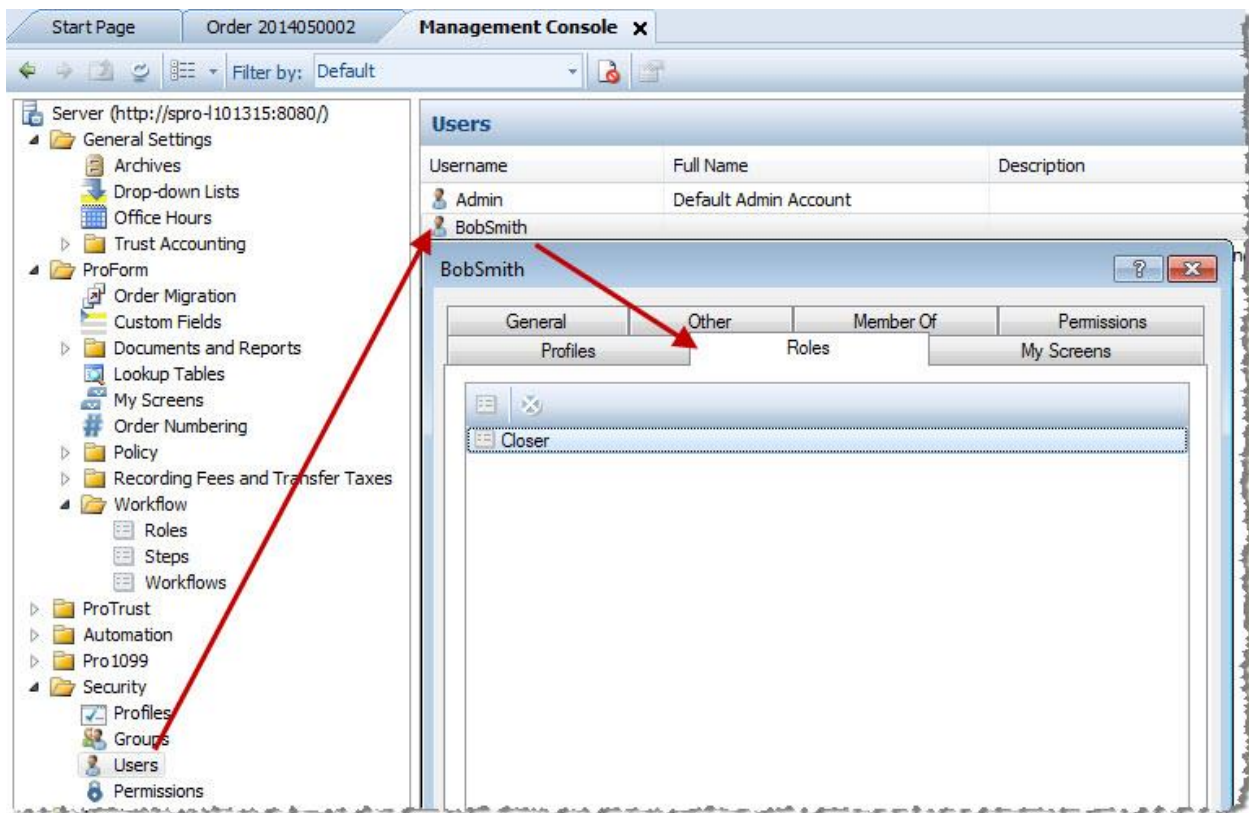 Start Page Order 2014050002 Management Console X
Filter by: Default
Server (http://spro-l101315:8080/)
General Settings
Archives
Drop-down Lists
Office Hours
Trust Accounting
ProForm
Order Migration
Custom Fields
Documents and Reports
Lookup Tables
My Screens
Order Numbering
Policy
Recording Fees and Transfer Taxes
Workflow
Roles
Steps
Workflows
ProTrust
Automation
Pro1099
Security
Profiles
Groups
Users
Permissions
Users
Username Full Name Description
Admin Default Admin Account
BobSmith
BobSmith
General Other Member Of Permissions
Profiles Roles My Screens
Closer